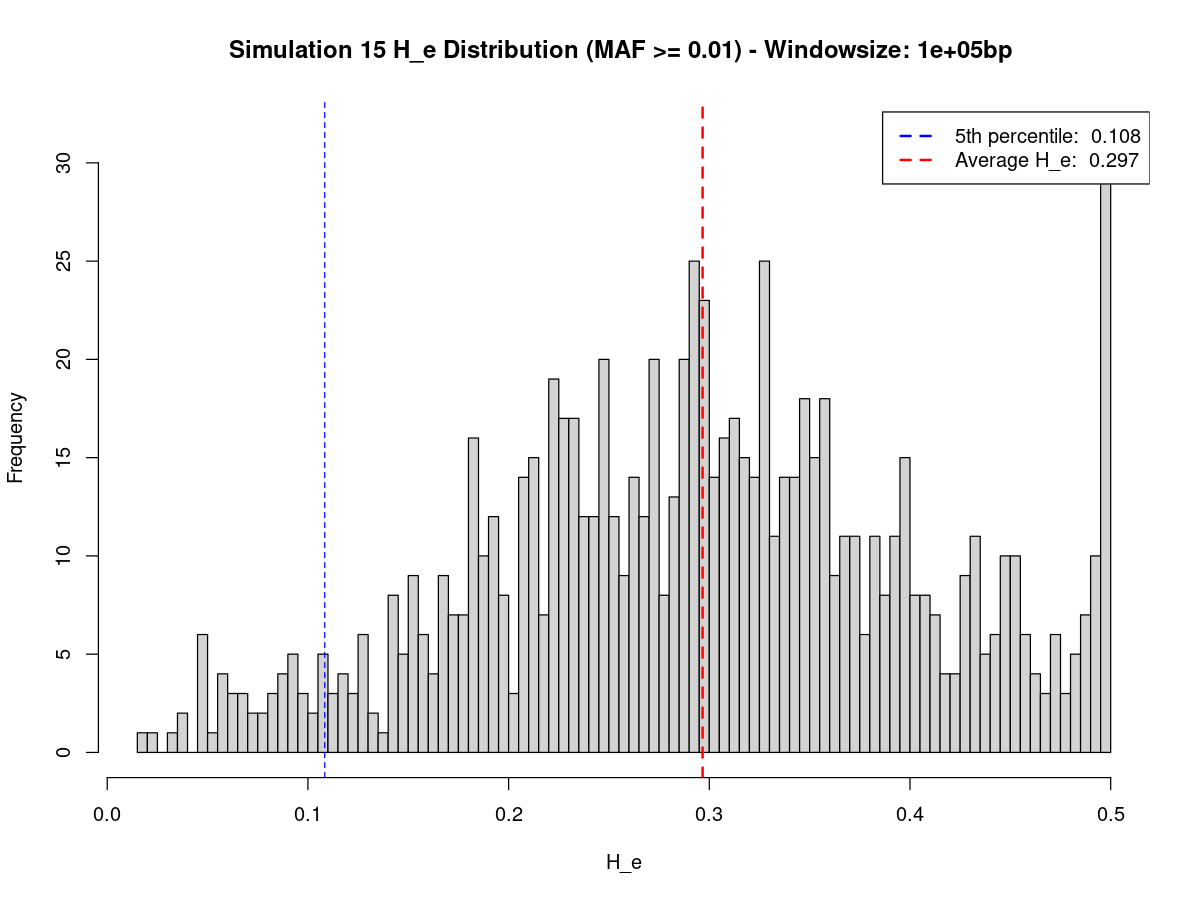 Simulation 15 H_e Distribution (MAF >= 0.01) - Windowsize: 1e+05bp
5th percentile: 0.108
Average H_e: 0.297
Frequency
30
25
20
15
10
5
0
0.0 0.1 0.2 0.3 0.4 0.5
H_e